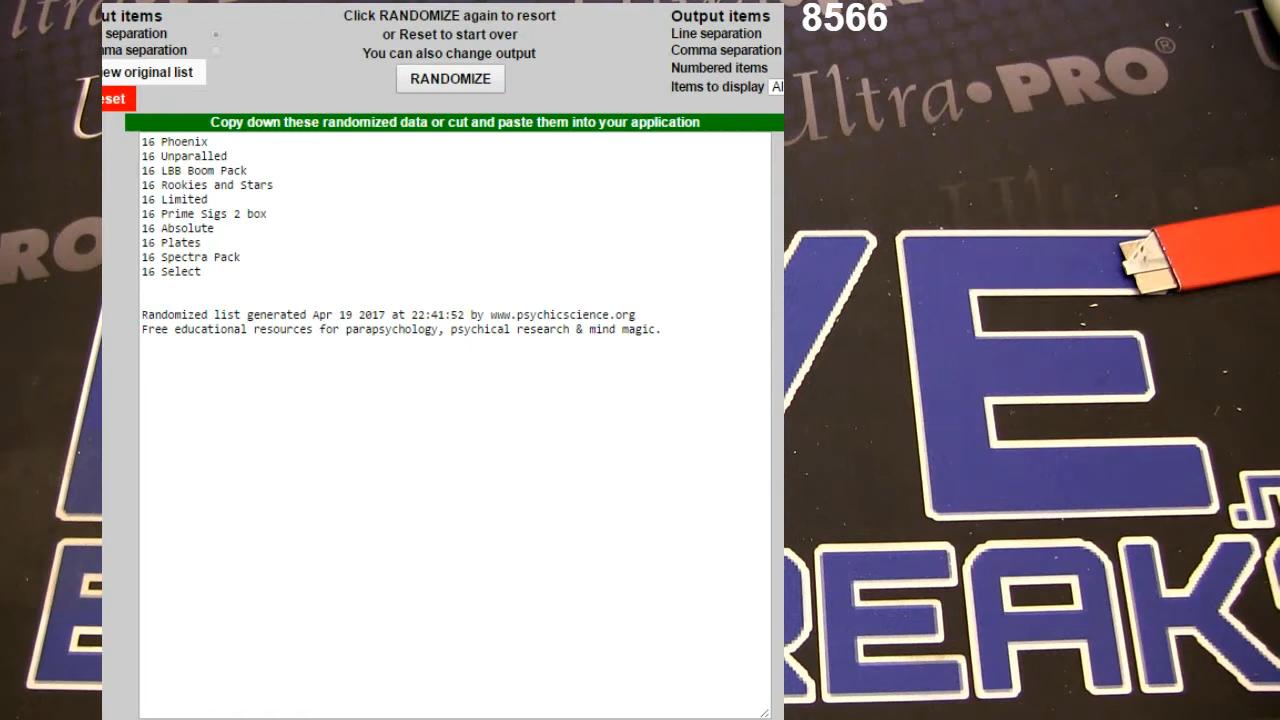 ut items
separation
mma separation
ew original list
eset
Click RANDOMIZE again to resort
or Reset to start over
You can also change output
RANDOMIZE
Output items
Line separation
Comma separation
Numbered items
Items to display Al
8566
Copy down these randomized data or cut and paste them into your application
16 Phoenix
16 Unparalled
16 LBB Boom Pack
16 Rookies and Stars
16 Limited
16 Prime Sigs 2 box
16 Absolute
16 Plates
16 Spectra Pack
16 Select
Randomized list generated Apr 19 2017 at 22:41:52 by www.psychicscience.org
Free educational resources for parapsychology, psychical research & mind magic.
Ultra•PRO®
RO
VE
B
REAK